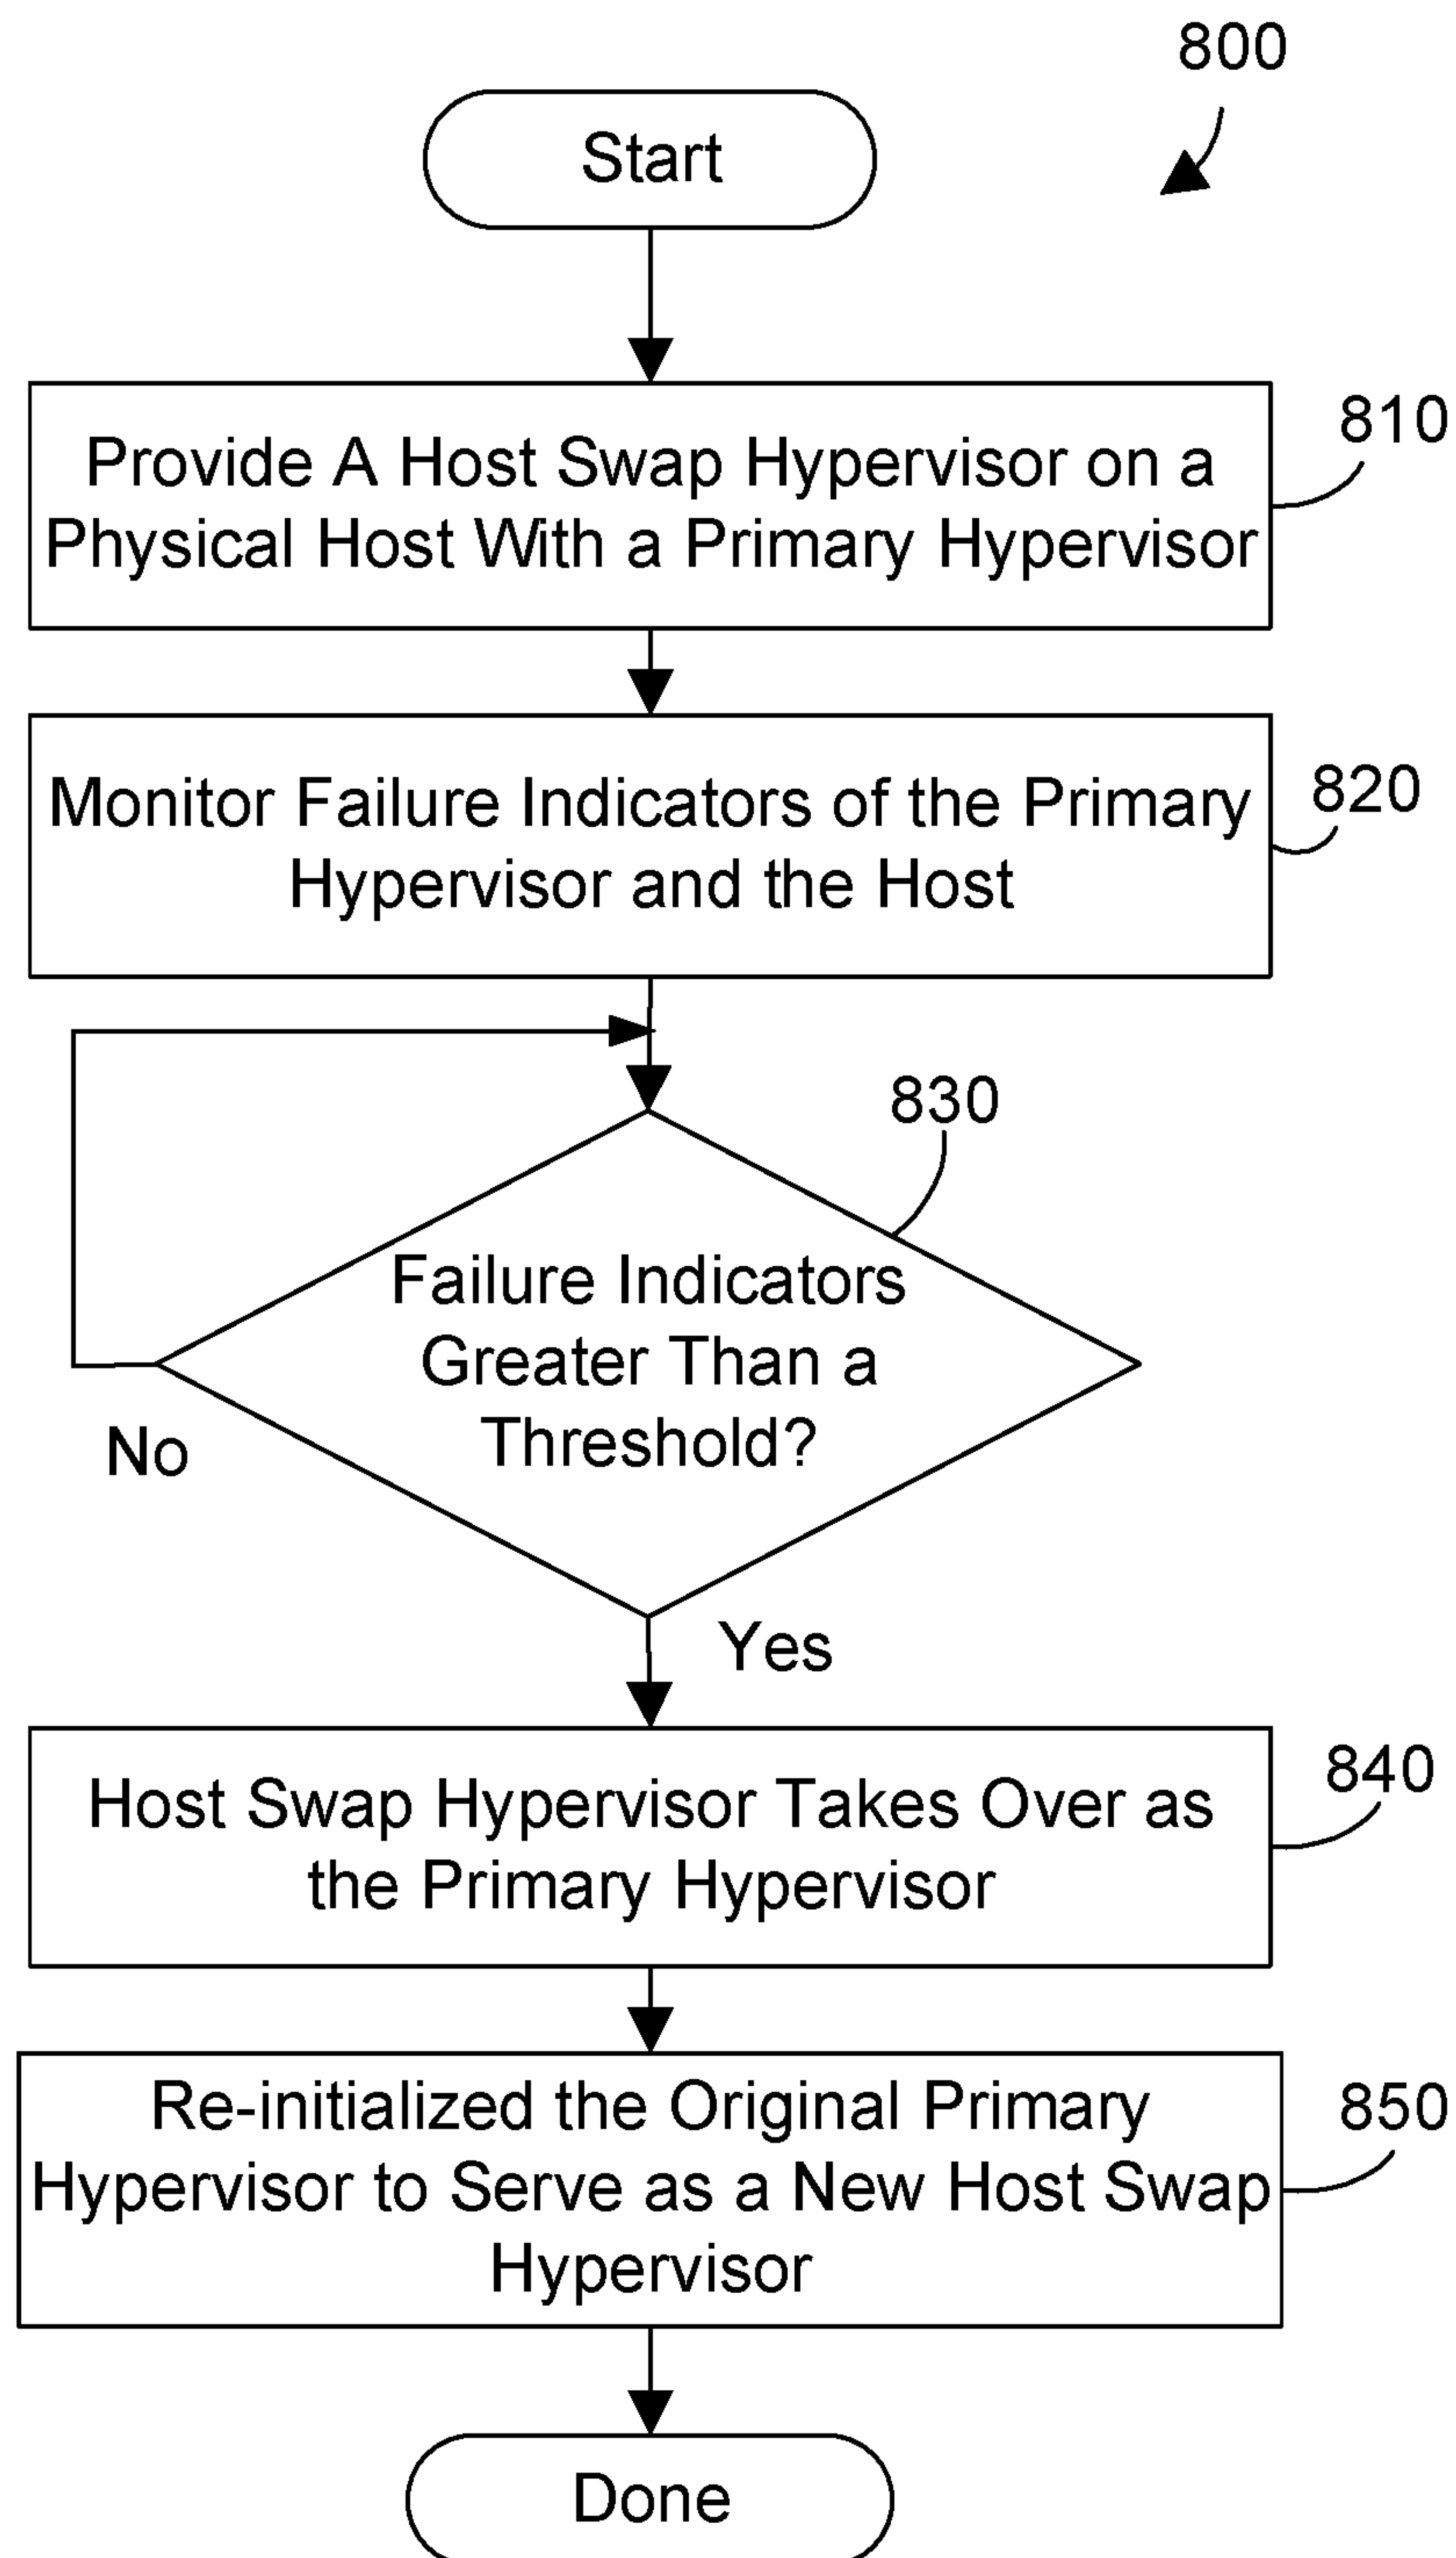 800
Start
810
Provide A Host Swap Hypervisor on a
Physical Host With a Primary Hypervisor
820
Monitor Failure Indicators of the Primary
Hypervisor and the Host
830
Failure Indicators
Greater Than a
Threshold?
No
Yes
840
Host Swap Hypervisor Takes Over as
the Primary Hypervisor
850
Re-initialized the Original Primary
Hypervisor to Serve as a New Host Swap
Hypervisor
Done